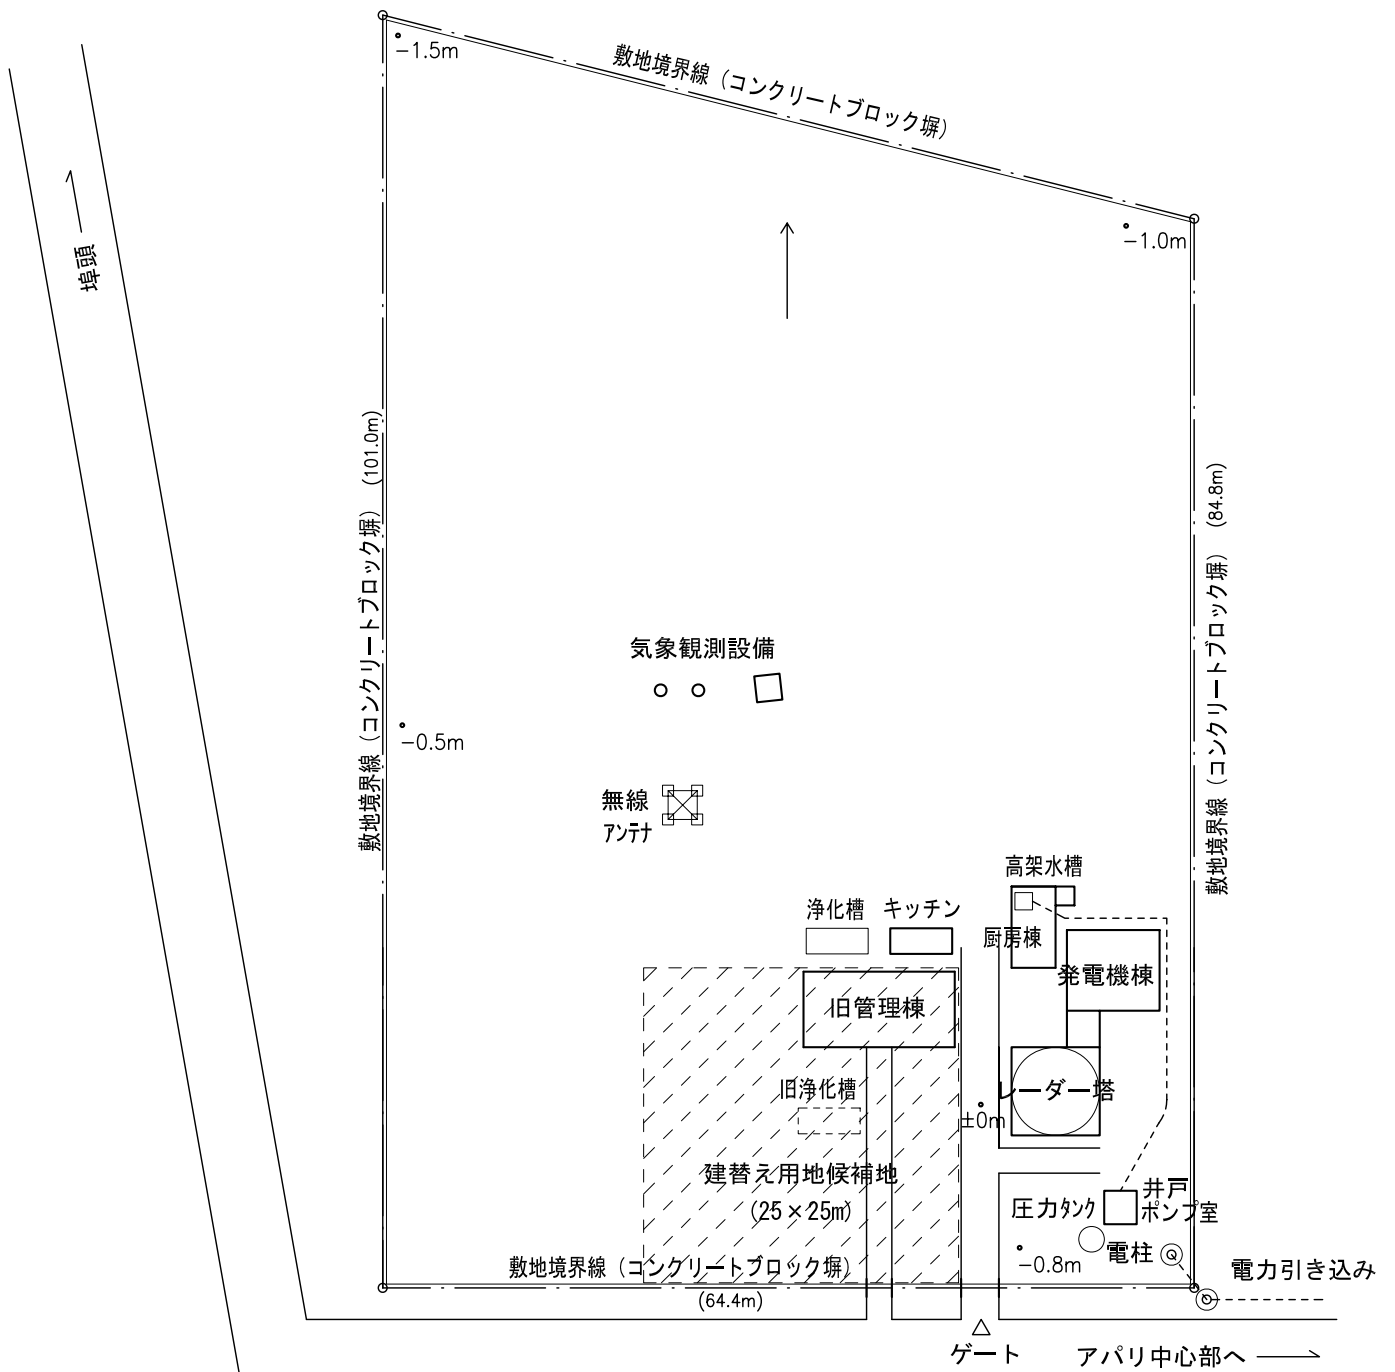 -1.5m
敷地境界線（コンクリートブロック塀）
-1.0m
埠頭
敷地境界線（コンクリートブロック塀） (101.0m)
敷地境界線（コンクリートブロック塀） (84.8m)
気象観測設備
-0.5m
無線
アンテナ
高架水槽
浄化槽
キッチン
厨房棟
発電機棟
旧管理棟
旧浄化槽
レーダー塔
±0m
建替え用地候補地
(25×25m)
井戸
ポンプ室
圧力タンク
電柱
-0.8m
敷地境界線（コンクリートブロック塀）
(64.4m)
電力引き込み
ゲート
アパリ中心部へ